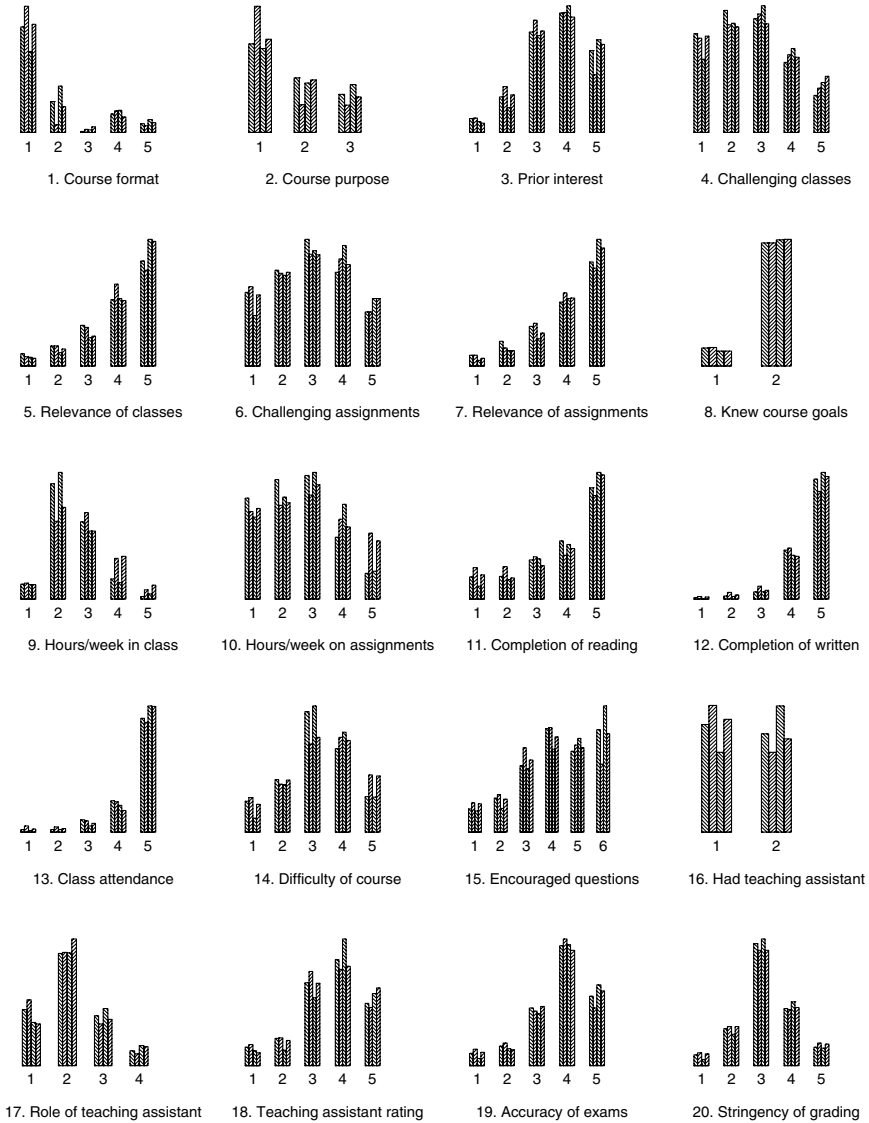 1 2 3 4 5
1. Course format
1 2 3
2. Course purpose
1 2 3 4 5
3. Prior interest
1 2 3 4 5
4. Challenging classes
1 2 3 4 5
5. Relevance of classes
1 2 3 4 5
6. Challenging assignments
1 2 3 4 5
7. Relevance of assignments
1 2
8. Knew course goals
1 2 3 4 5
9. Hours/week in class
1 2 3 4 5
10. Hours/week on assignments
1 2 3 4 5
11. Completion of reading
1 2 3 4 5
12. Completion of written
1 2 3 4 5
13. Class attendance
1 2 3 4 5
14. Difficulty of course
1 2 3 4 5 6
15. Encouraged questions
1 2
16. Had teaching assistant
1 2 3 4
17. Role of teaching assistant
1 2 3 4 5
18. Teaching assistant rating
1 2 3 4 5
19. Accuracy of exams
1 2 3 4 5
20. Stringency of grading